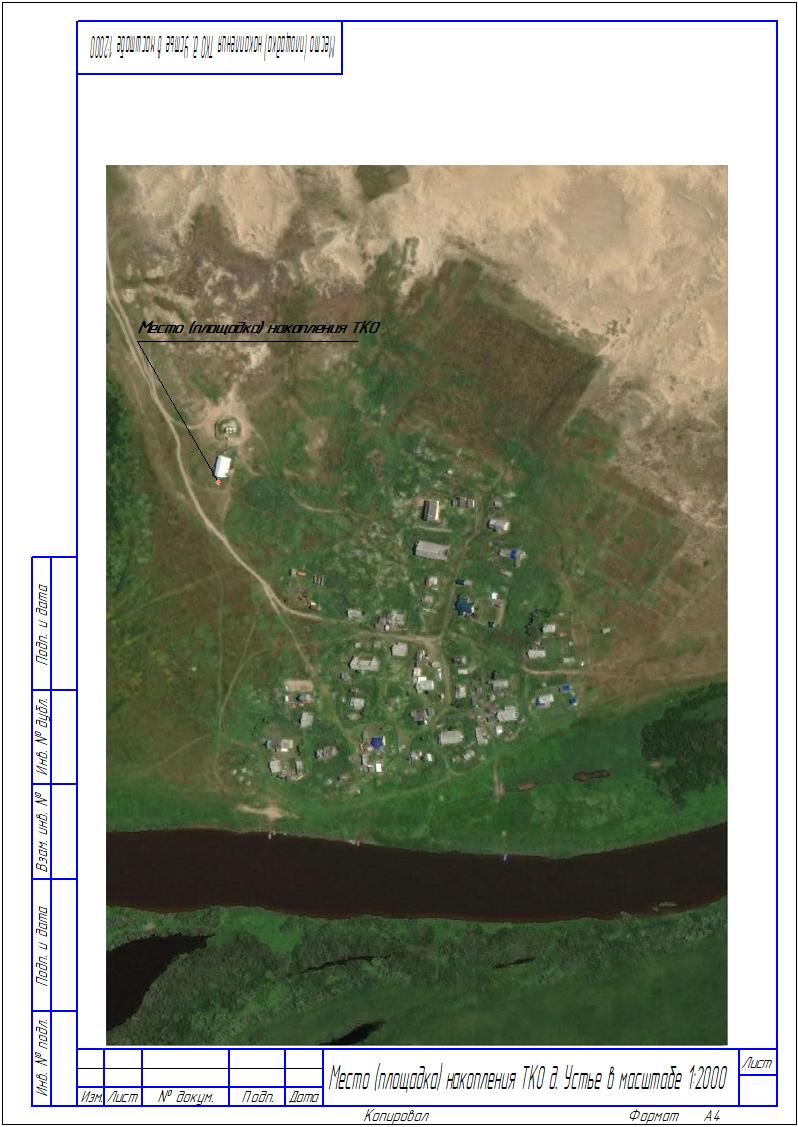 Место (площадка) накопления ТКО д. Устье в масштабе 1:2000
Место (площадка) накопления ТКО
Подп. и дата
Инв. № дубл.
Взам. инв. №
Подп. и дата
Инв. № подл.
Место (площадка) накопления ТКО д. Устье в масштабе 1:2000
Лист
Изм. Лист № докум. Подп. Дата
Копировал Формат А4